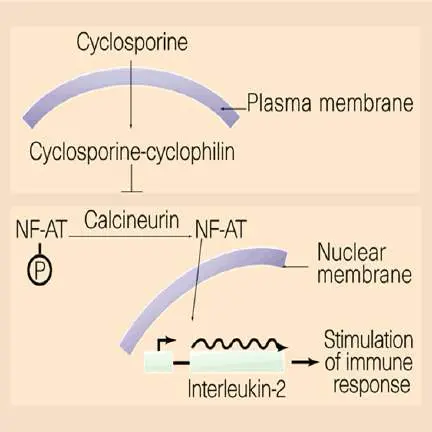 Cyclosporine
Plasma membrane
Cyclosporine-cyclophilin
Calcineurin
NF-AT
NF-AT
P
Nuclear
membrane
Stimulation
of immune
response
Interleukin-2